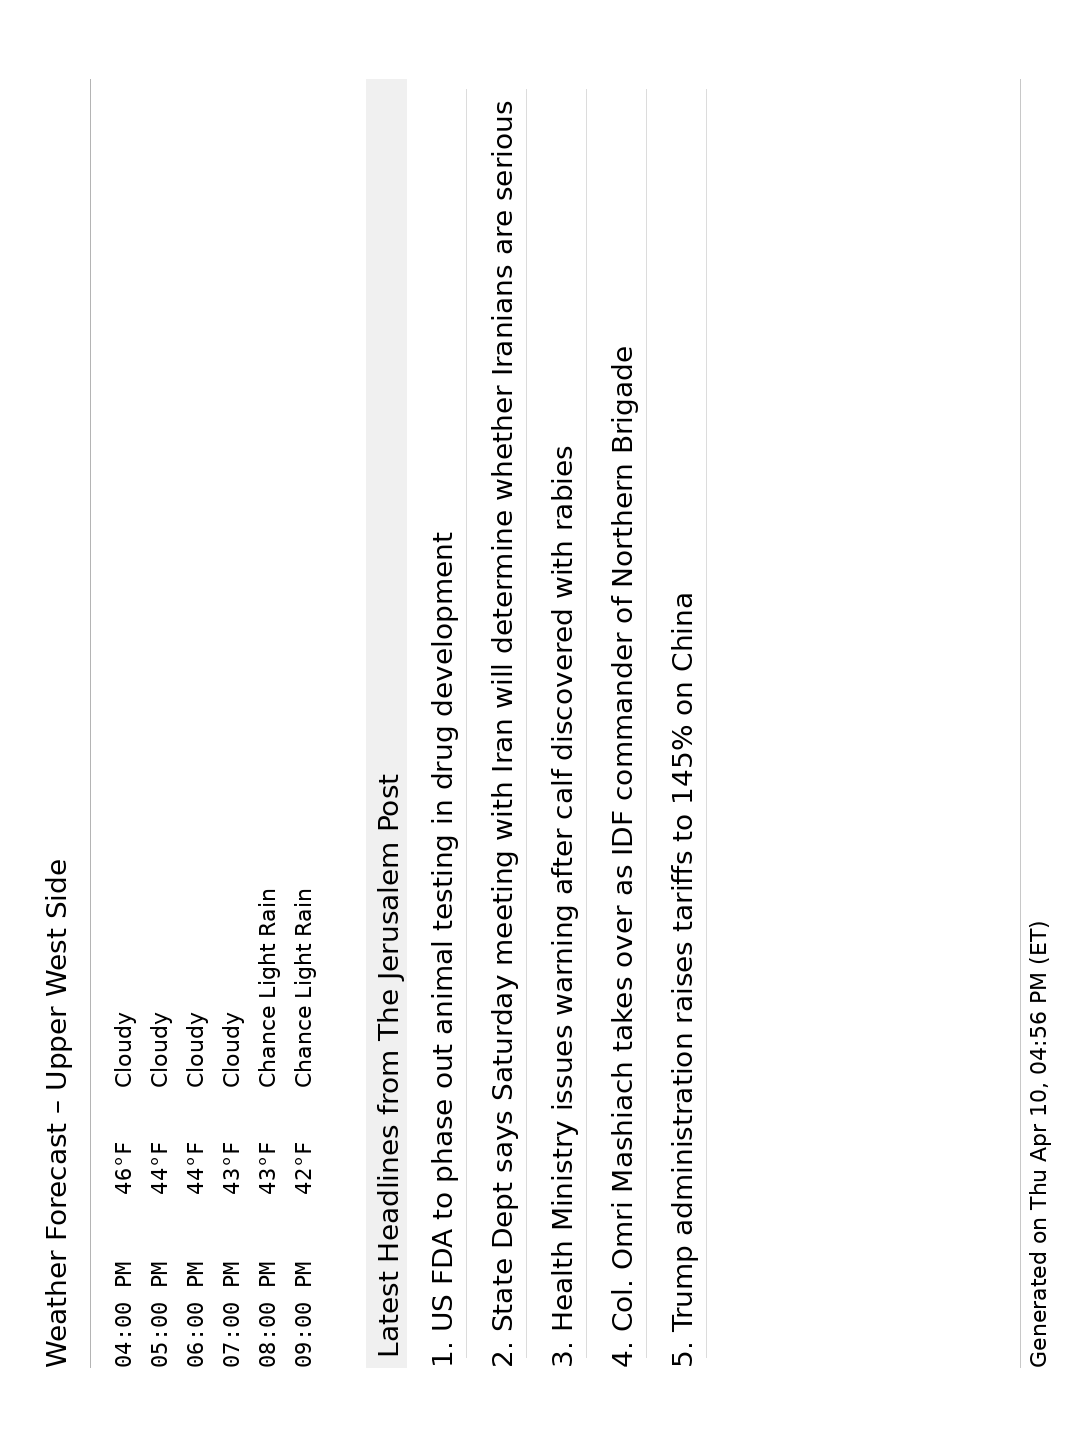 Weather Forecast – Upper West Side
04:00 PM 46°F Cloudy
05:00 PM 44°F Cloudy
06:00 PM 44°F Cloudy
07:00 PM 43°F Cloudy
08:00 PM 43°F Chance Light Rain
09:00 PM 42°F Chance Light Rain
Latest Headlines from The Jerusalem Post
1. US FDA to phase out animal testing in drug development
2. State Dept says Saturday meeting with Iran will determine whether Iranians are serious
3. Health Ministry issues warning after calf discovered with rabies
4. Col. Omri Mashiach takes over as IDF commander of Northern Brigade
5. Trump administration raises tariffs to 145% on China
Generated on Thu Apr 10, 04:56 PM (ET)